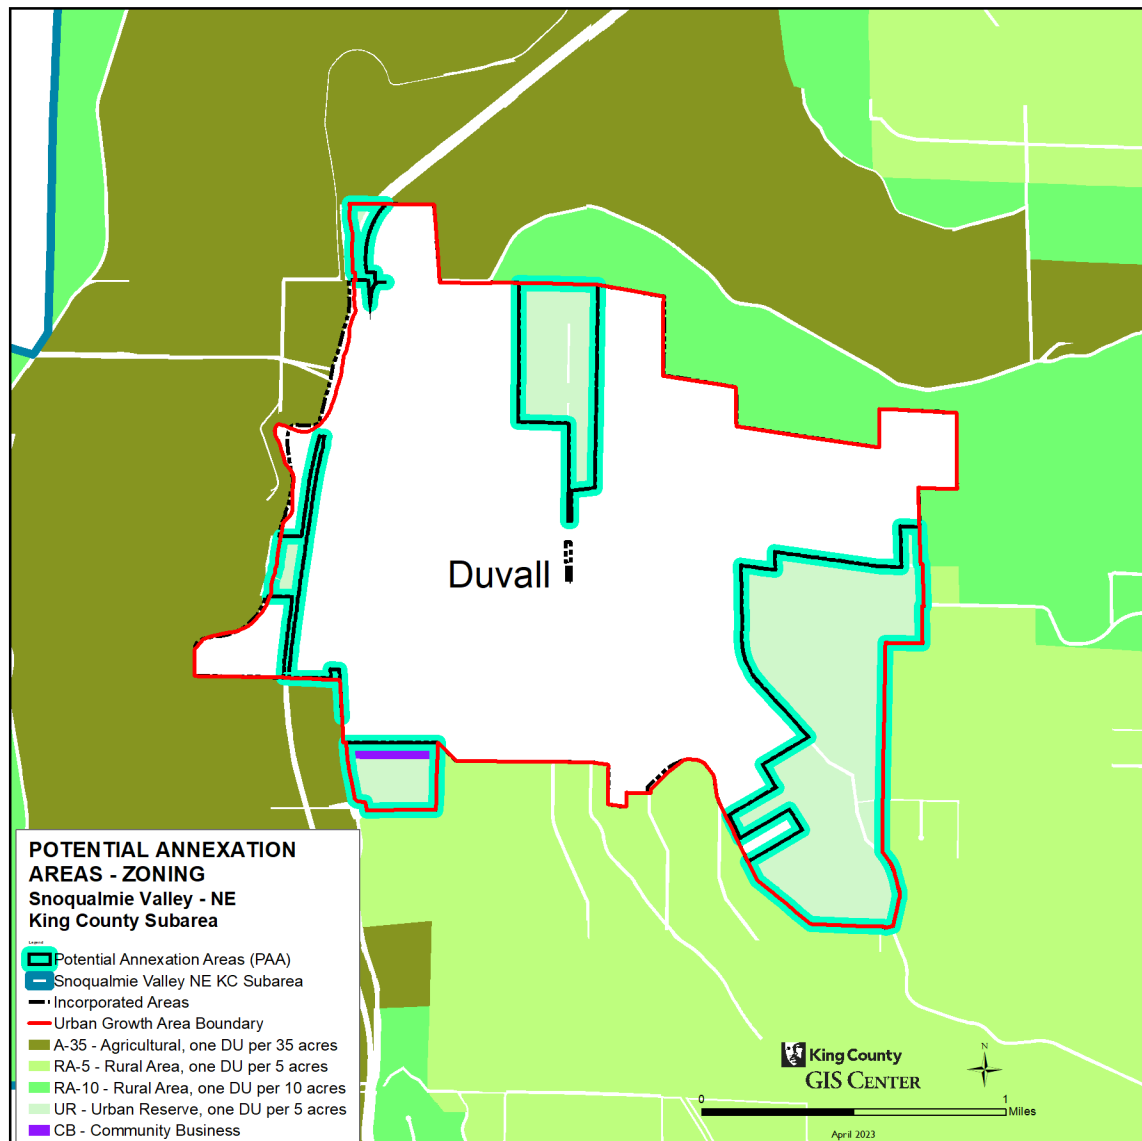 Duvall
POTENTIAL ANNEXATION
AREAS - ZONING
Snoqualmie Valley - NE
King County Subarea
Legend
Potential Annexation Areas (PAA)
Snoqualmie Valley NE KC Subarea
Incorporated Areas
Urban Growth Area Boundary
A-35 - Agricultural, one DU per 35 acres
RA-5 - Rural Area, one DU per 5 acres
RA-10 - Rural Area, one DU per 10 acres
UR - Urban Reserve, one DU per 5 acres
CB - Community Business
King County
GIS CENTER
N
0 1
Miles
April 2023